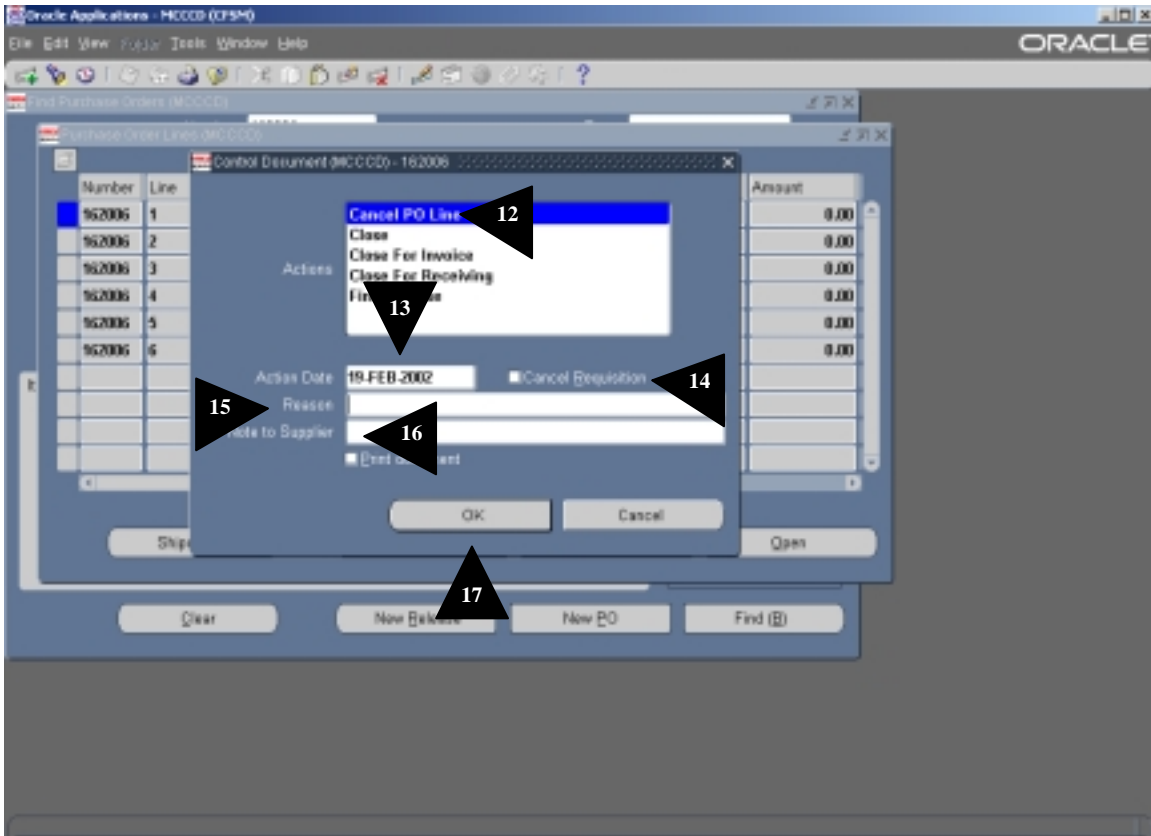 Oracle Applications - MCCCD (CFSM)
File Edit View Folder Tools Window Help
ORACLE
Find Purchase Orders (MCCCD)
Purchase Order Lines (MCCCD)
Control Document (MCCCD) - 162006
Number Line Amount
162006 1 0.00
162006 2 0.00
162006 3 0.00
162006 4 0.00
162006 5 0.00
162006 6 0.00
Actions
Cancel PO Line
12
Close
Close For Invoice
Close For Receiving
13
Action Date 19-FEB-2002 Cancel Requisition
14
15
Reason
Note to Supplier
16
Print
OK Cancel
Open
17
Clear New Release New PO Find (B)